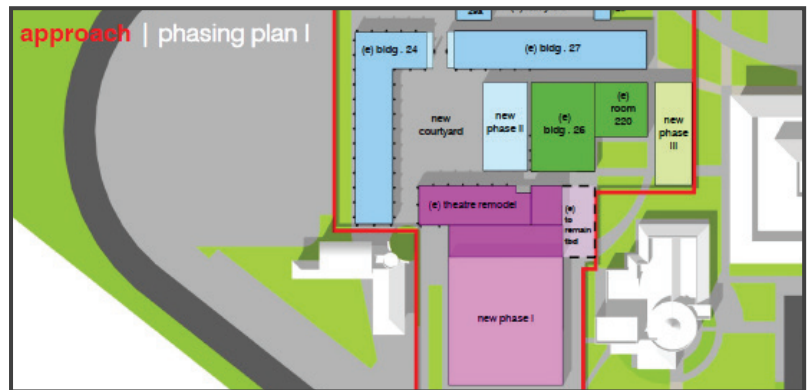 approach | phasing plan I
29a
(e) bldg . 24
(e) bldg . 27
new
courtyard
new
phase II
(e)
bldg . 26
(e)
room
220
new
phase
III
(e) theatre remodel
(e)
to
remain
tbd
new phase I